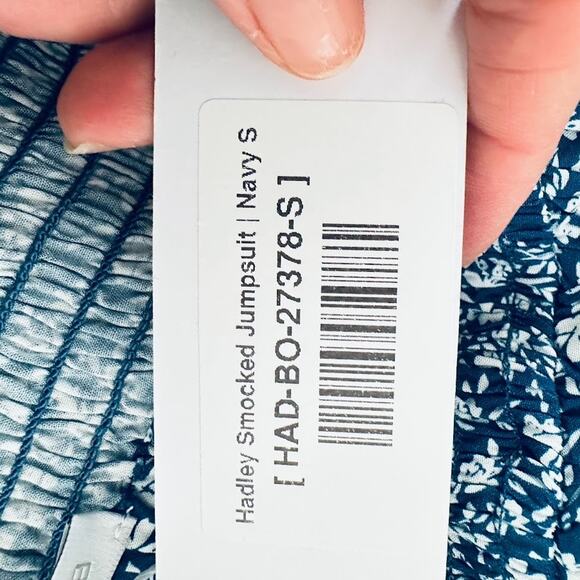 Hadley Smocked Jumpsuit | Navy S
[ HAD-BO-27378-S ]